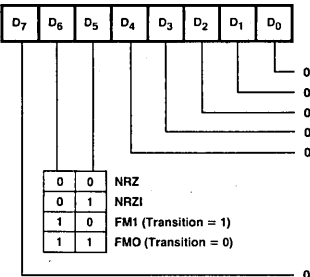 D7 D6 D5 D4 D3 D2 D1 D0
0
0
0
0
0
0 0 NRZ
0 1 NRZI
1 0 FM1 (Transition = 1)
1 1 FMO (Transition = 0)
0